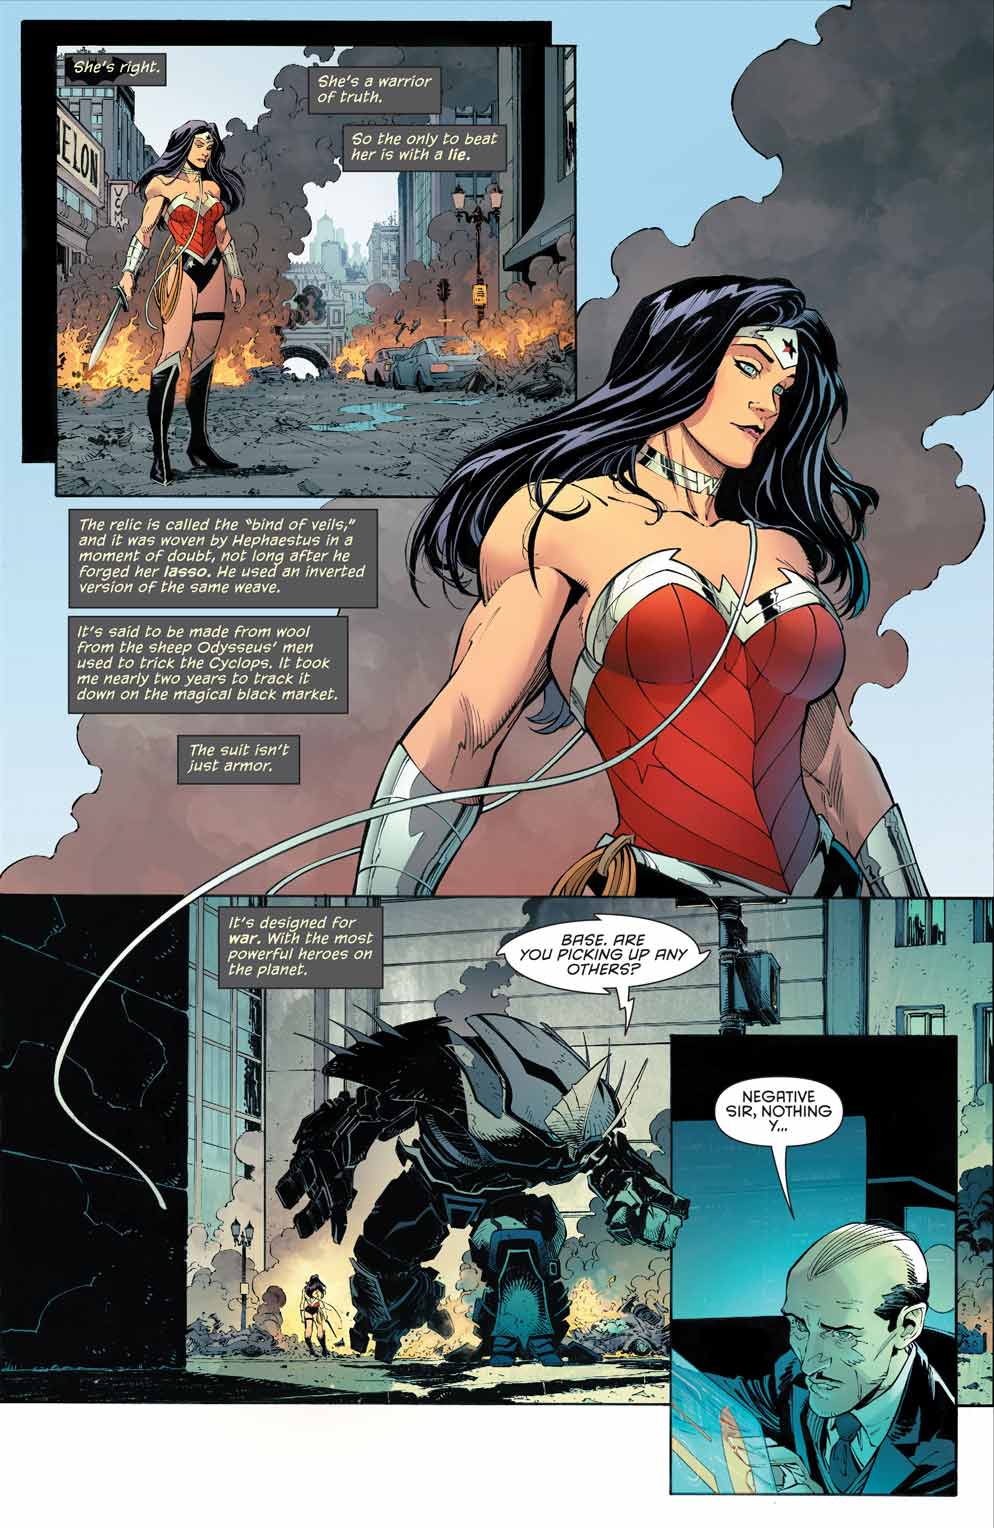 She's right.
She's a warrior
of truth.
So the only to beat
her is with a lie.
ELON
VCMA
The relic is called the "bind of veils,"
and it was woven by Hephaestus in a
moment of doubt, not long after he
forged her lasso. He used an inverted
version of the same weave.
It's said to be made from wool
from the sheep Odysseus' men
used to trick the Cyclops. It took
me nearly two years to track it
down on the magical black market.
The suit isn't
just armor.
It's designed for
war. With the most
powerful heroes on
the planet.
BASE. ARE
YOU PICKING UP ANY
OTHERS?
NEGATIVE
SIR, NOTHING
Y...